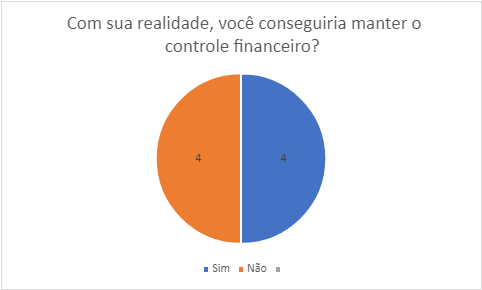 Com sua realidade, você conseguiria manter o
controle financeiro?
4 4
Sim Não